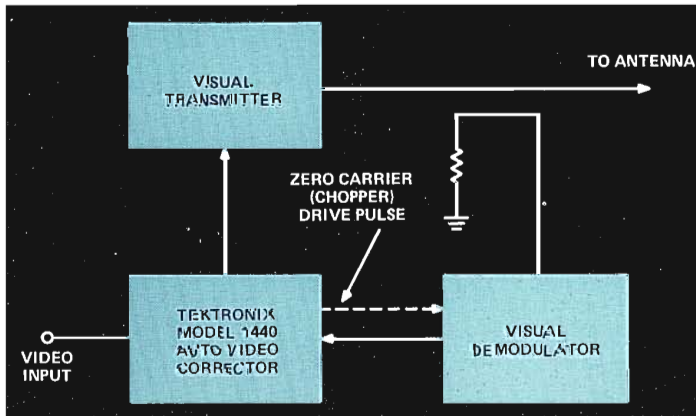 VISUAL
TRANSMITTER
TO ANTENNA
ZERO CARRIER
(CHOPPER)
DRIVE PULSE
VIDEO
INPUT
TEKTRONIX
MODEL 1440
AUTO VIDEO
CORRECTOR
VISUAL
DEMODULATOR